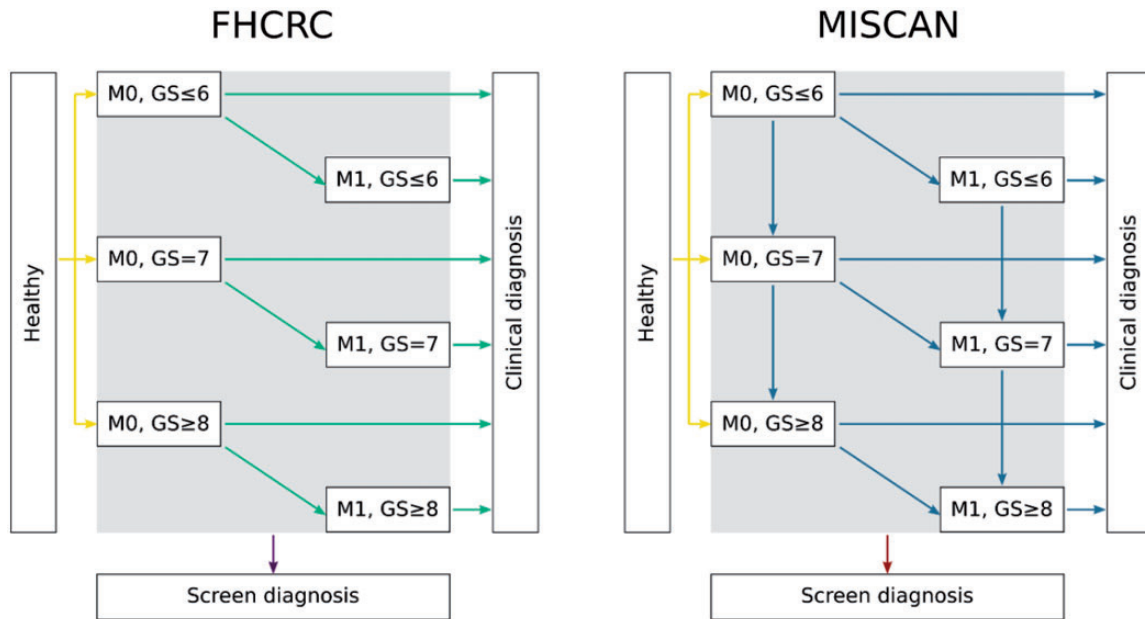 FHCRC
Healthy
M0, GS≤6
M1, GS≤6
M0, GS=7
M1, GS=7
M0, GS≥8
M1, GS≥8
Clinical diagnosis
Screen diagnosis
MISCAN
Healthy
M0, GS≤6
M1, GS≤6
M0, GS=7
M1, GS=7
M0, GS≥8
M1, GS≥8
Clinical diagnosis
Screen diagnosis